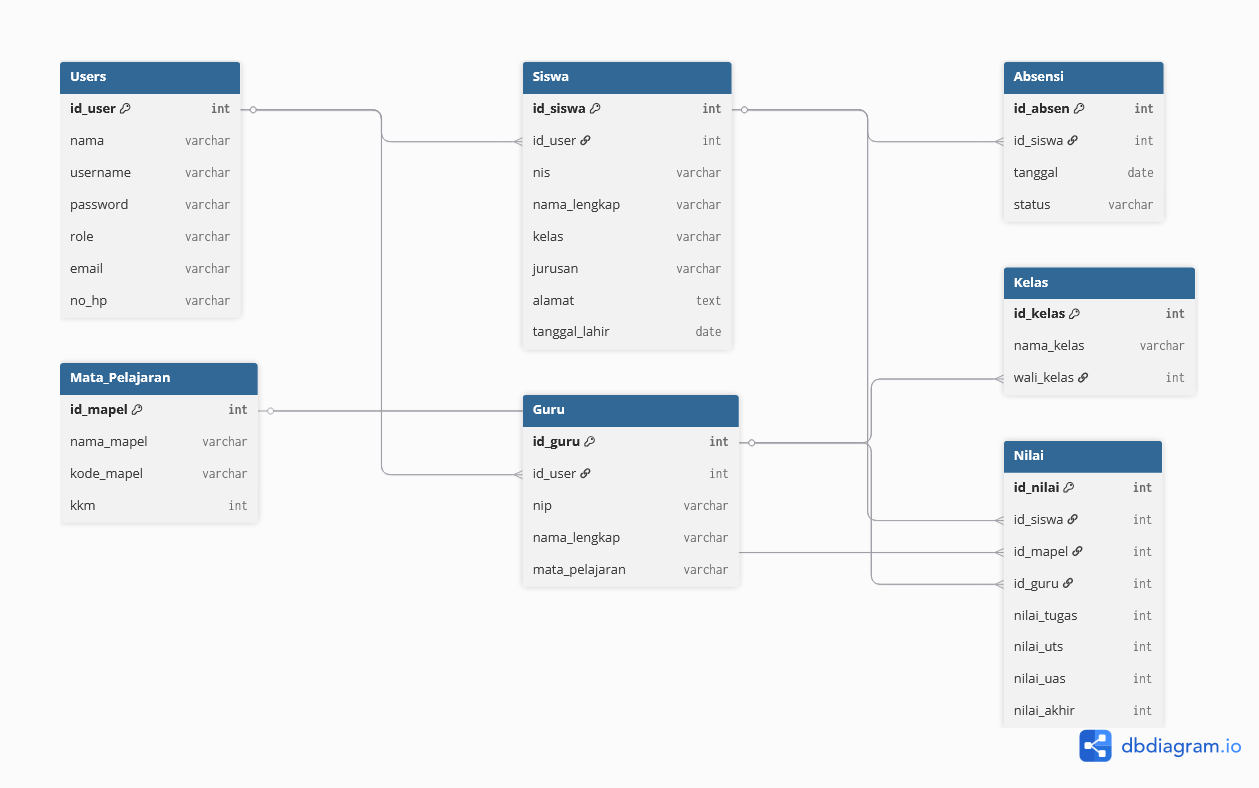 Users
id_user int
nama varchar
username varchar
password varchar
role varchar
email varchar
no_hp varchar
Mata_Pelajaran
id_mapel int
nama_mapel varchar
kode_mapel varchar
kkm int
Siswa
id_siswa int
id_user int
nis varchar
nama_lengkap varchar
kelas varchar
jurusan varchar
alamat text
tanggal_lahir date
Guru
id_guru int
id_user int
nip varchar
nama_lengkap varchar
mata_pelajaran varchar
Absensi
id_absen int
id_siswa int
tanggal date
status varchar
Kelas
id_kelas int
nama_kelas varchar
wali_kelas int
Nilai
id_nilai int
id_siswa int
id_mapel int
id_guru int
nilai_tugas int
nilai_uts int
nilai_uas int
nilai_akhir int
dbdiagram.io